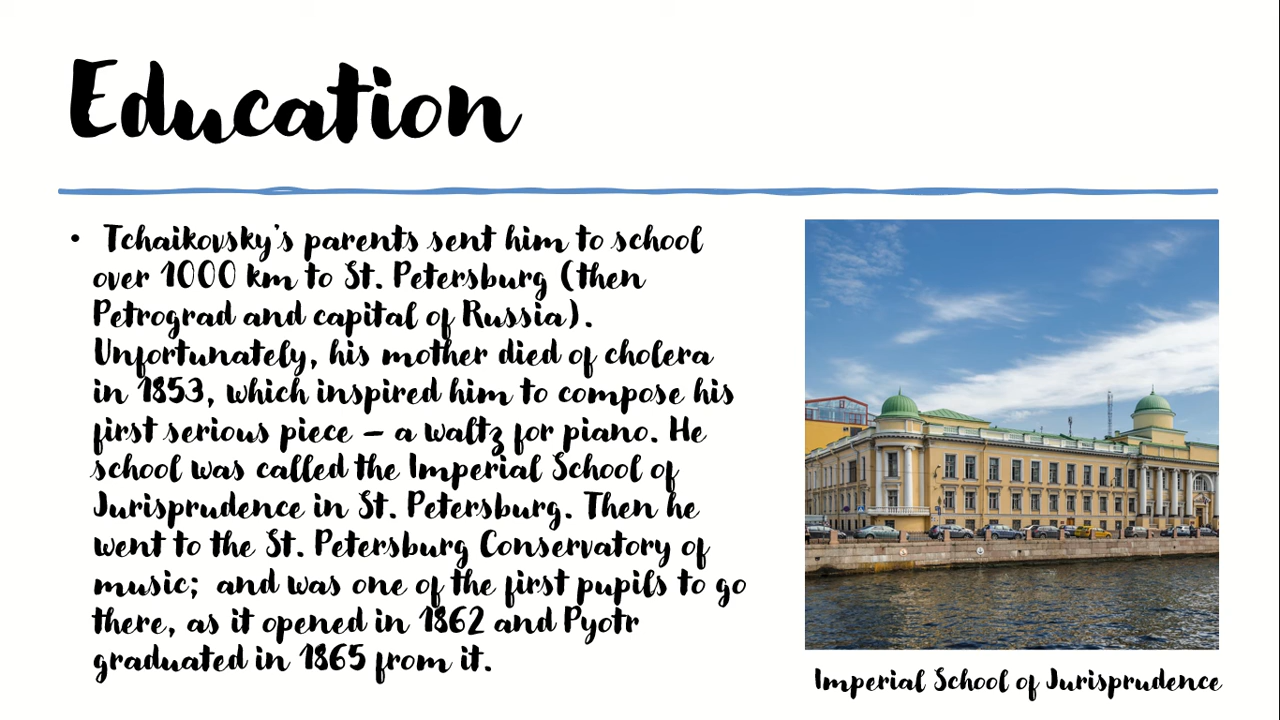 Education
• Tchaikovsky's parents sent him to school
over 1000 km to St. Petersburg (then
Petrograd and capital of Russia).
Unfortunately, his mother died of cholera
in 1853, which inspired him to compose his
first serious piece – a waltz for piano. He
school was called the Imperial School of
Jurisprudence in St. Petersburg. Then he
went to the St. Petersburg Conservatory of
music; and was one of the first pupils to go
there, as it opened in 1862 and Pyotr
graduated in 1865 from it.
Imperial School of Jurisprudence